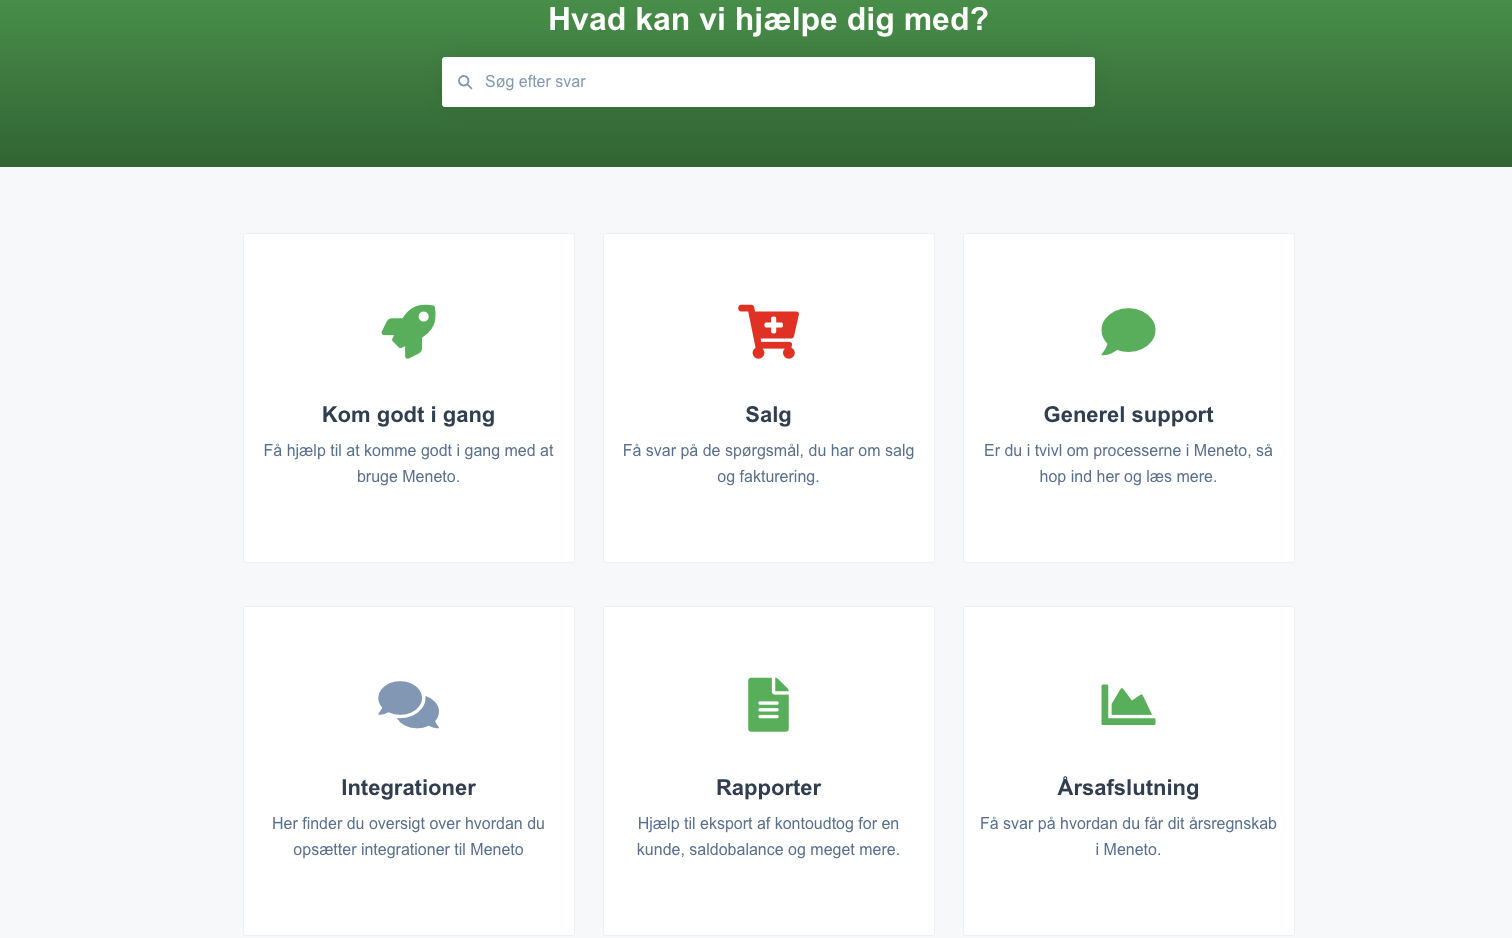 Hvad kan vi hjælpe dig med?
Søg efter svar
Kom godt i gang
Få hjælp til at komme godt i gang med at
bruge Meneto.
Salg
Få svar på de spørgsmål, du har om salg
og fakturering.
Generel support
Er du i tvivl om processerne i Meneto, så
hop ind her og læs mere.
Integrationer
Her finder du oversigt over hvordan du
opsætter integrationer til Meneto
Rapporter
Hjælp til eksport af kontoudtog for en
kunde, saldobalance og meget mere.
Årsafslutning
Få svar på hvordan du får dit årsregnskab
i Meneto.